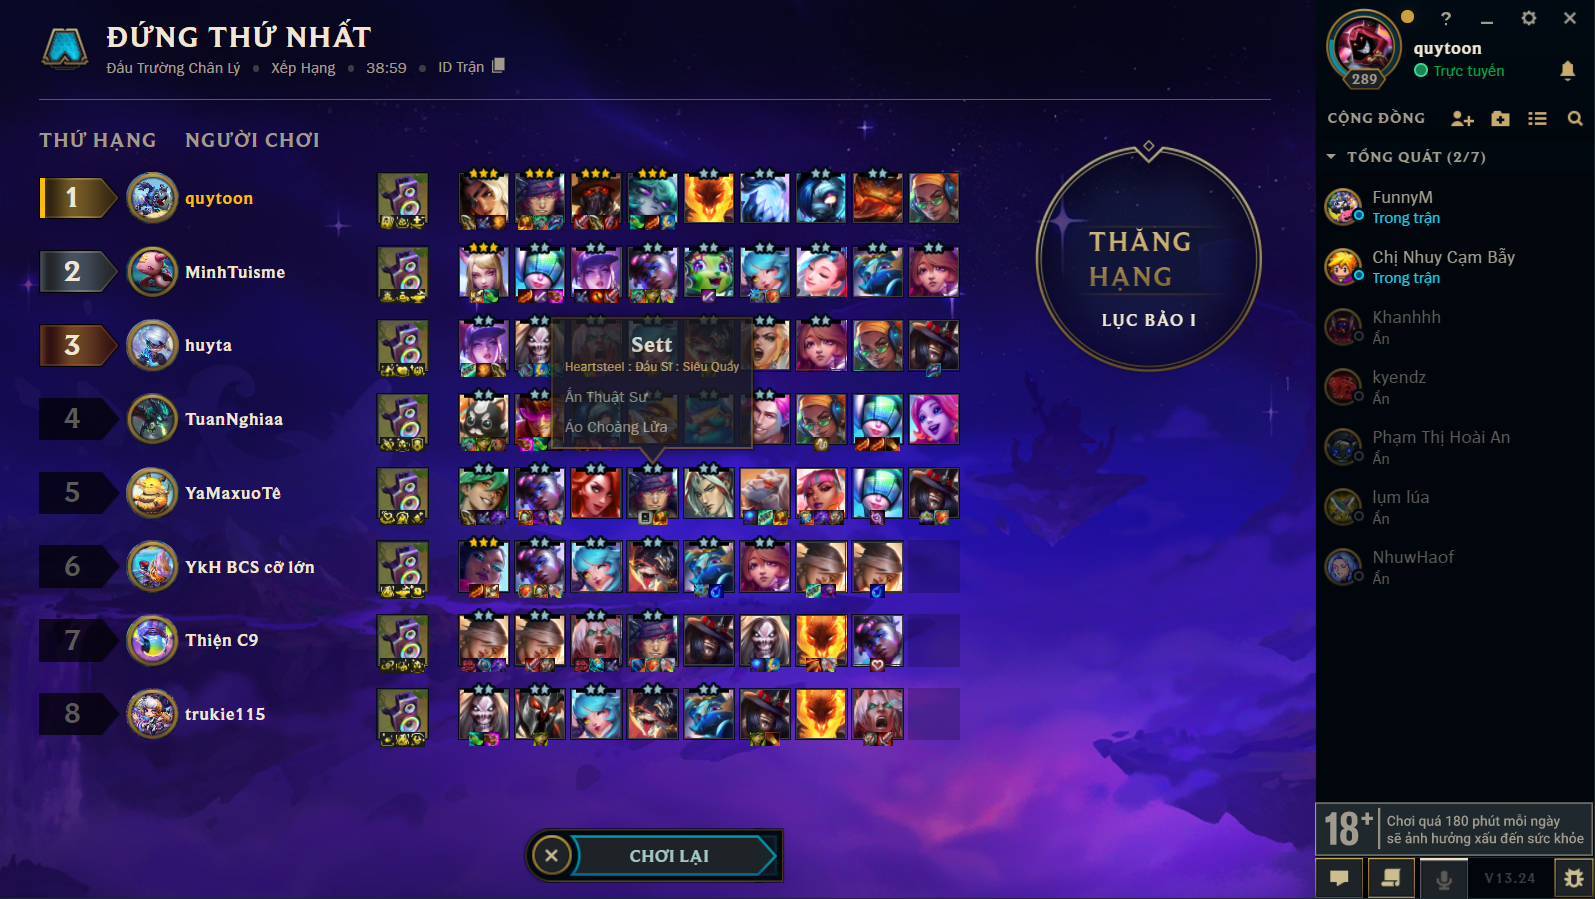 ĐỨNG THỨ NHẤT
Đấu Trường Chân Lý • Xếp Hạng • 38:59 • ID Trận
THỨ HẠNG NGƯỜI CHƠI
1 quytoon
2 MinhTuisme
3 huyta
4 TuanNghiaa
5 YaMaxuoTê
6 YkH BCS cỡ lớn
7 Thiện C9
8 trukie115
Sett
Heartsteel : Đấu Sĩ : Siêu Quẩy
Ấn Thuật Sư
Áo Choàng Lửa
THĂNG
HẠNG
LỤC BẢO I
CHƠI LẠI
?
289
quytoon
Trực tuyến
CỘNG ĐỒNG
TỔNG QUÁT (2/7)
FunnyM
Trong trận
Chị Nhuy Cạm Bẫy
Trong trận
Khanhhh
Ẩn
kyendz
Ẩn
Phạm Thị Hoài An
Ẩn
lụm lúa
Ẩn
NhuwHaof
Ẩn
18+
Chơi quá 180 phút mỗi ngày
sẽ ảnh hưởng xấu đến sức khỏe
V13.24